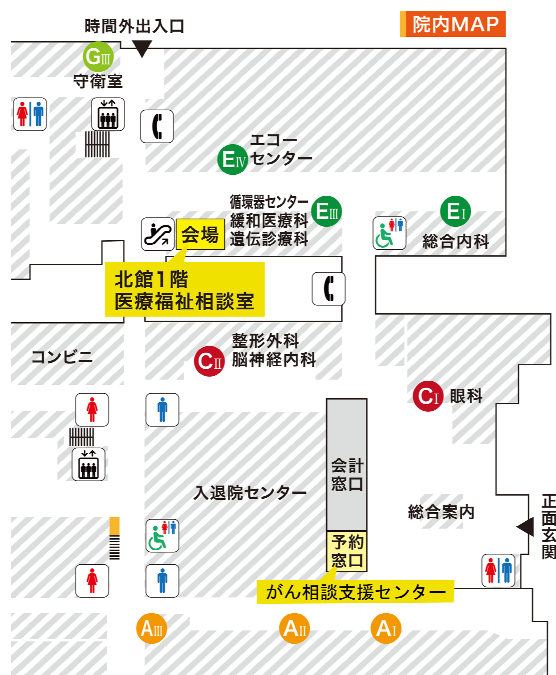 院内MAP
時間外出入口
GIII
守衛室
エコー
センター
EIV
循環器センター
緩和医療科
遺伝診療科
EIII
EI
総合内科
会場
北館1階
医療福祉相談室
整形外科
脳神経内科
CII
コンビニ
CI
眼科
会計
窓口
入退院センター
総合案内
正面玄関
予約
窓口
がん相談支援センター
AIII
AII
AI